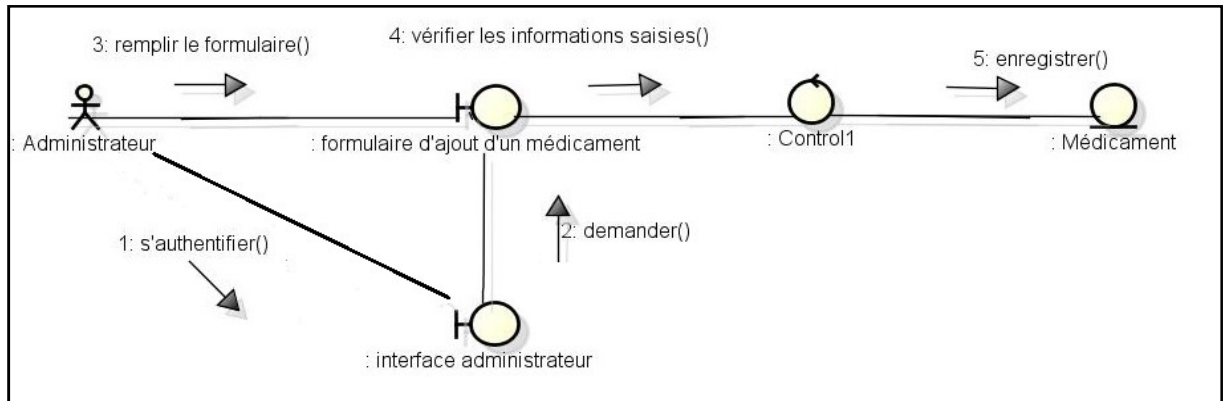 3: remplir le formulaire()
4: vérifier les informations saisies()
5: enregistrer()
: Administrateur
: formulaire d'ajout d'un médicament
: Control1
: Médicament
1: s'authentifier()
2: demander()
: interface administrateur